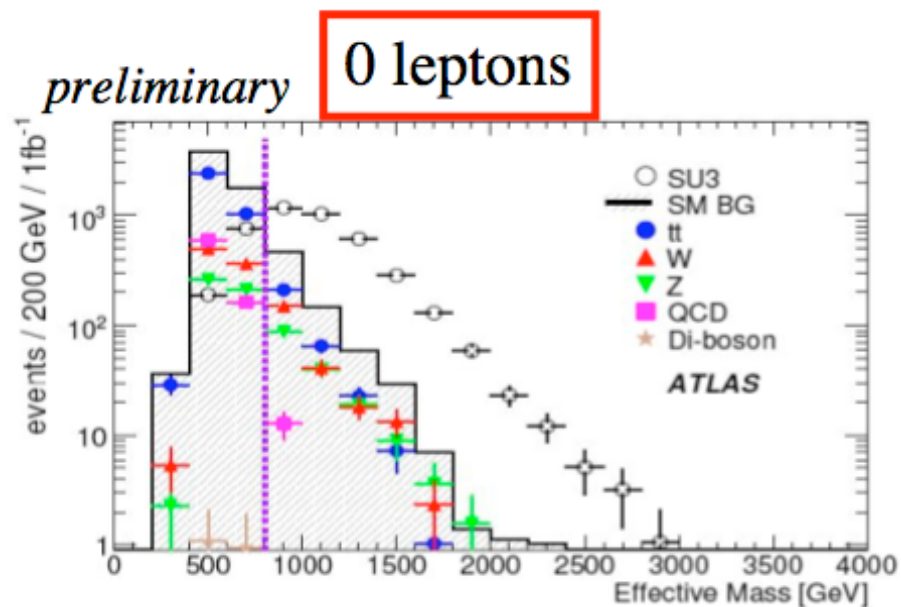 preliminary
0 leptons
events / 200 GeV / 1fb⁻¹
10³
10²
10
1
SU3
SM BG
tt
W
Z
QCD
Di-boson
ATLAS
0 500 1000 1500 2000 2500 3000 3500 4000
Effective Mass [GeV]